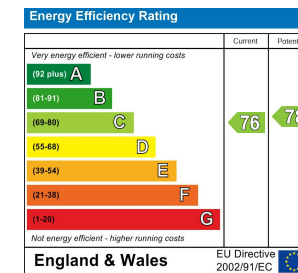 Energy Efficiency Rating
Current
Very energy efficient - lower running costs
(92 plus) A
(81-91) B
(69-80) C
76
(55-68) D
(39-54) E
(21-38) F
(1-20) G
Not energy efficient - higher running costs
England & Wales
EU Directive
2002/91/EC